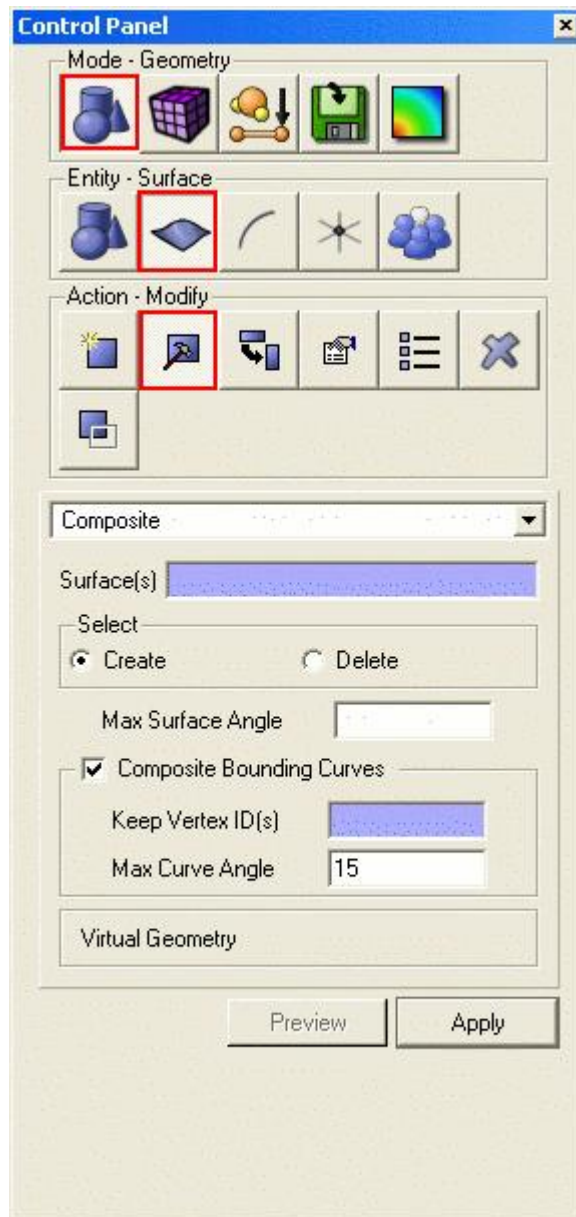 Control Panel
Mode - Geometry
Entity - Surface
Action - Modify
Composite
Surface(s)
Select
Create Delete
Max Surface Angle
Composite Bounding Curves
Keep Vertex ID(s)
Max Curve Angle 15
Virtual Geometry
Preview Apply